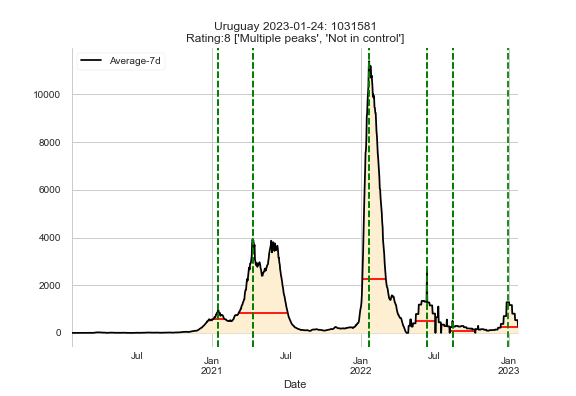 Uruguay 2023-01-24: 1031581
Rating:8 ['Multiple peaks', 'Not in control']
Average-7d
10000
8000
6000
4000
2000
0
Jul
Jan
2021
Jul
Jan
2022
Jul
Jan
2023
Date